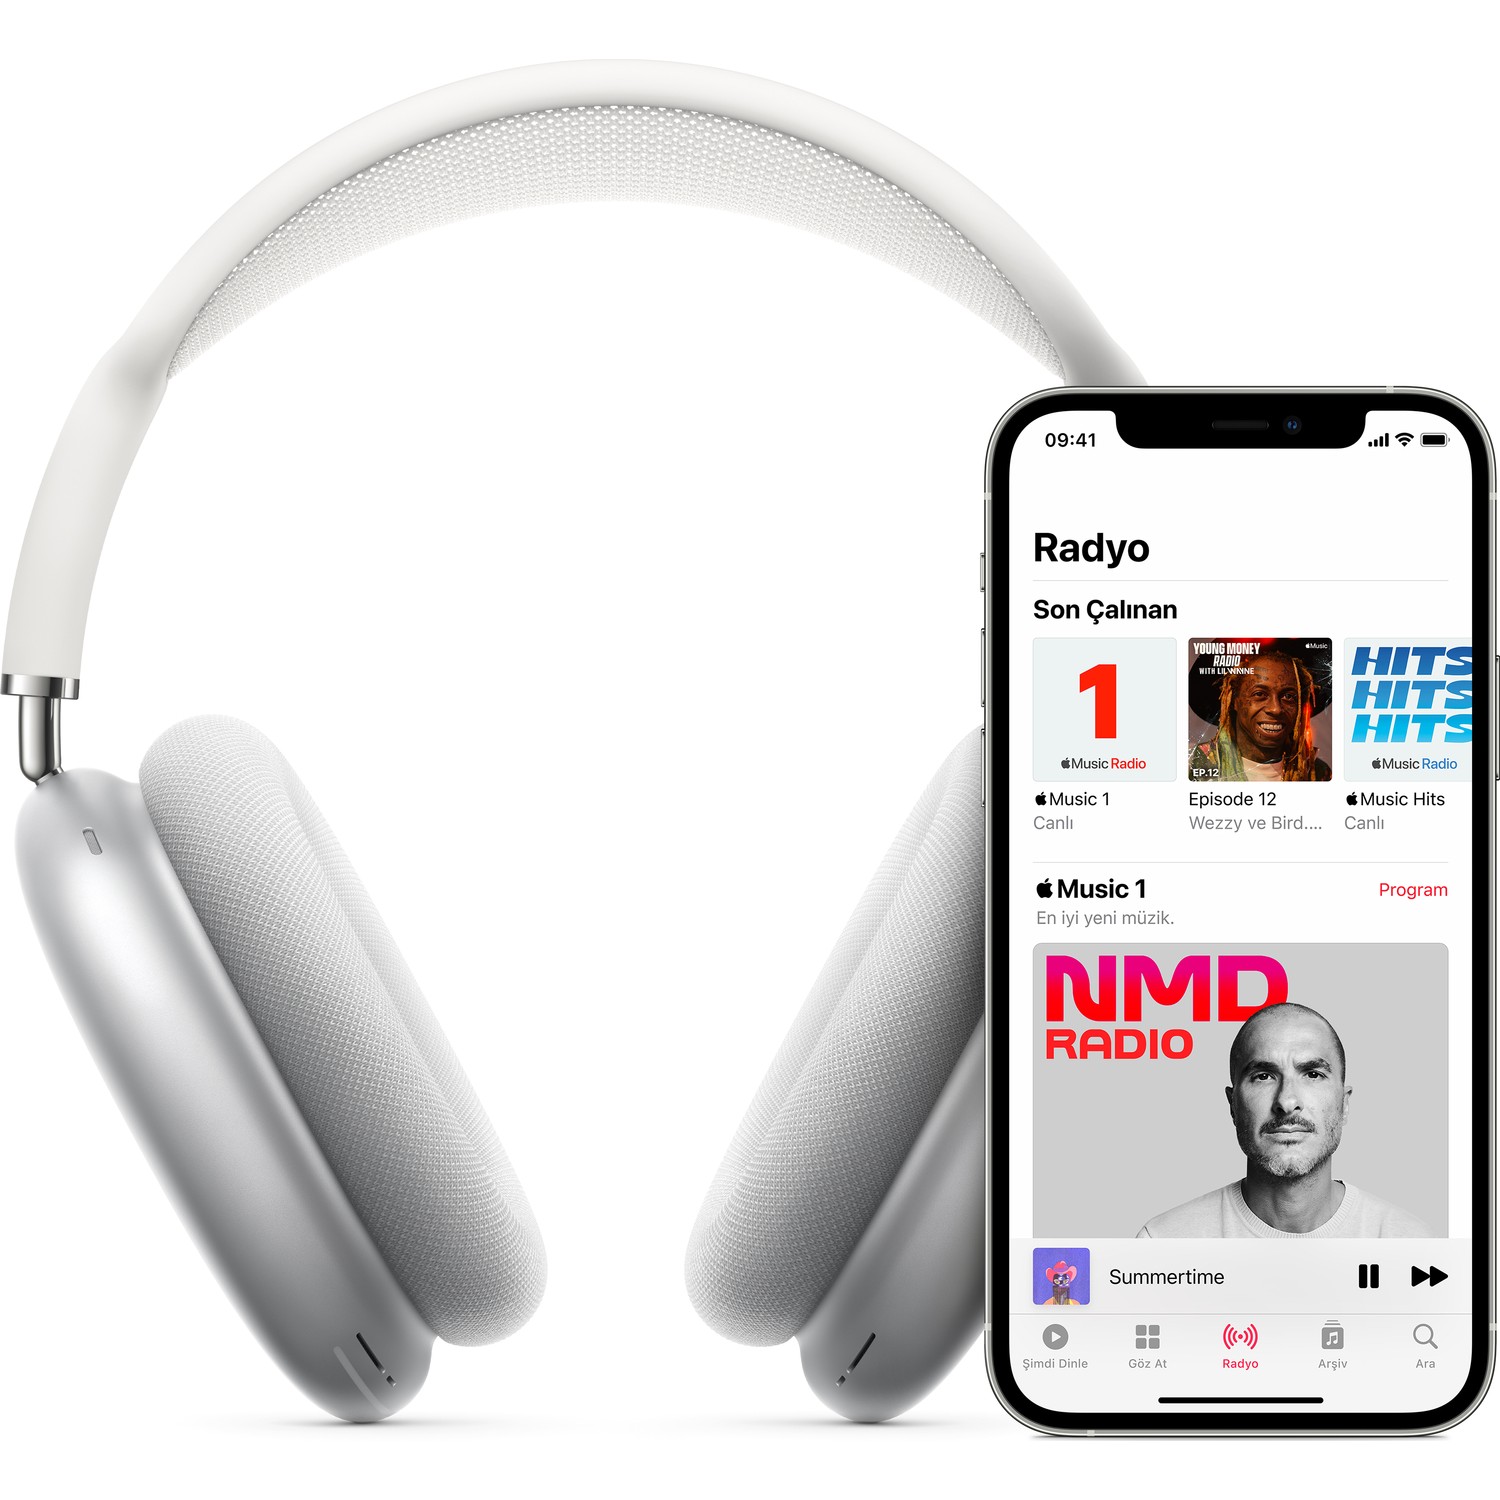 09:41
Radyo
Son Çalınan
1
Music Radio
YOUNG MONEY
RADIO
WITH LIL WAYNE
Music
EP.12
HITS
HITS
HITS
Music Radio
Music 1
Canlı
Episode 12
Wezzy ve Bird....
Music Hits
Canlı
Music 1
Program
En iyi yeni müzik.
NMD
RADIO
Summertime
Şimdi Dinle
Göz At
Radyo
Arşiv
Ara